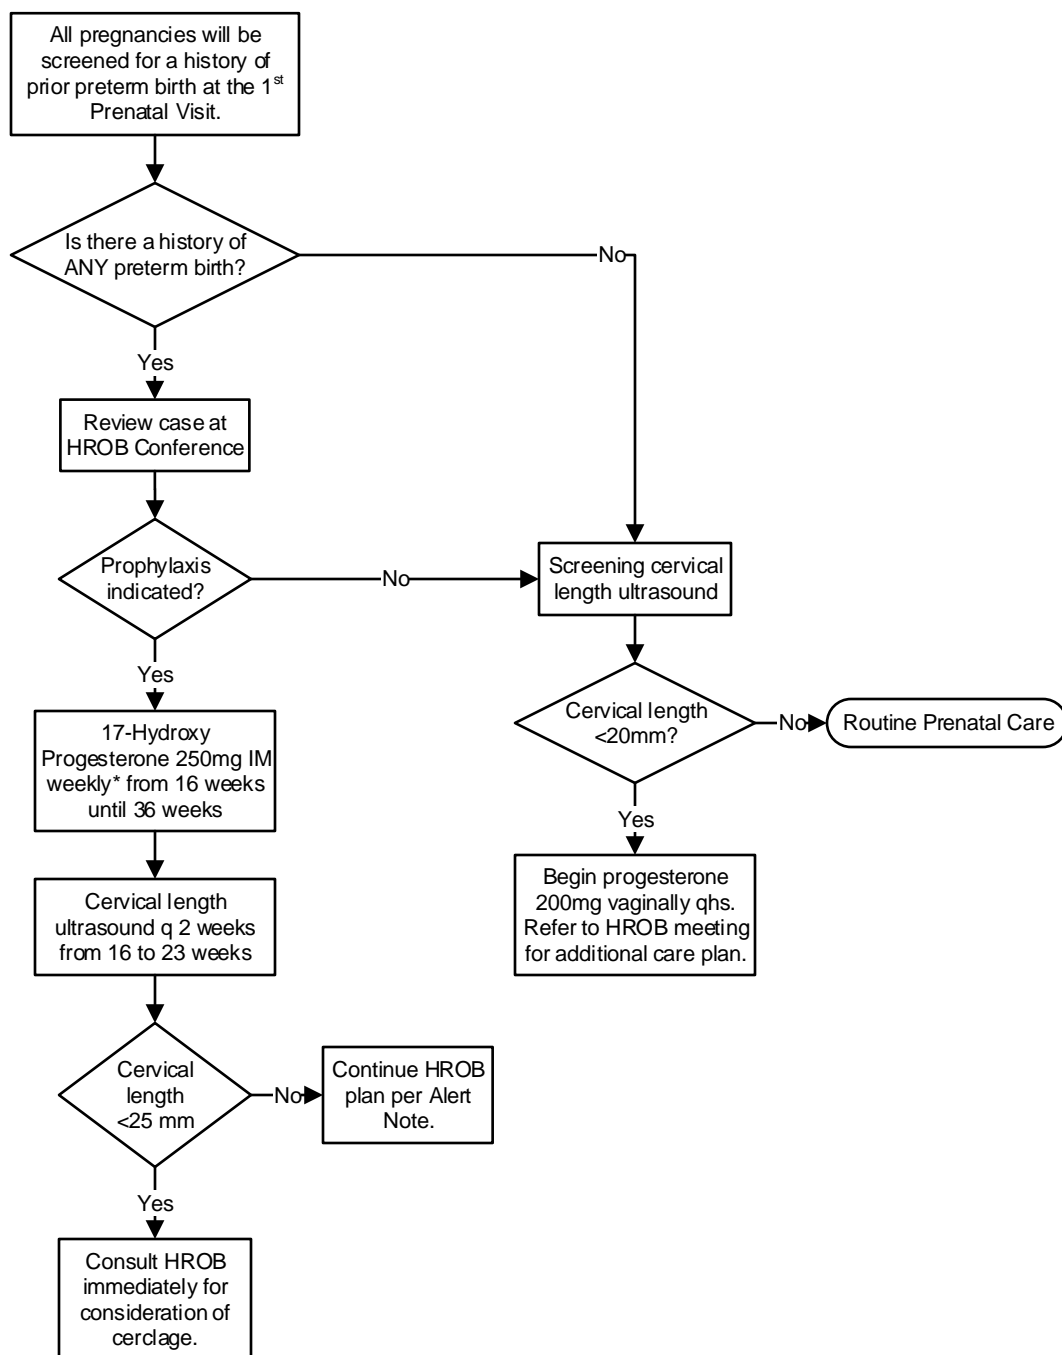 All pregnancies will be
screened for a history of
prior preterm birth at the 1st
Prenatal Visit.
Is there a history of
ANY preterm birth?
No
Yes
Review case at
HROB Conference
Prophylaxis
indicated?
No
Screening cervical
length ultrasound
Yes
Cervical length
<20mm?
No
Routine Prenatal Care
17-Hydroxy
Progesterone 250mg IM
weekly* from 16 weeks
until 36 weeks
Yes
Begin progesterone
200mg vaginally qhs.
Refer to HROB meeting
for additional care plan.
Cervical length
ultrasound q 2 weeks
from 16 to 23 weeks
Cervical
length
<25 mm
No
Continue HROB
plan per Alert
Note.
Yes
Consult HROB
immediately for
consideration of
cerclage.